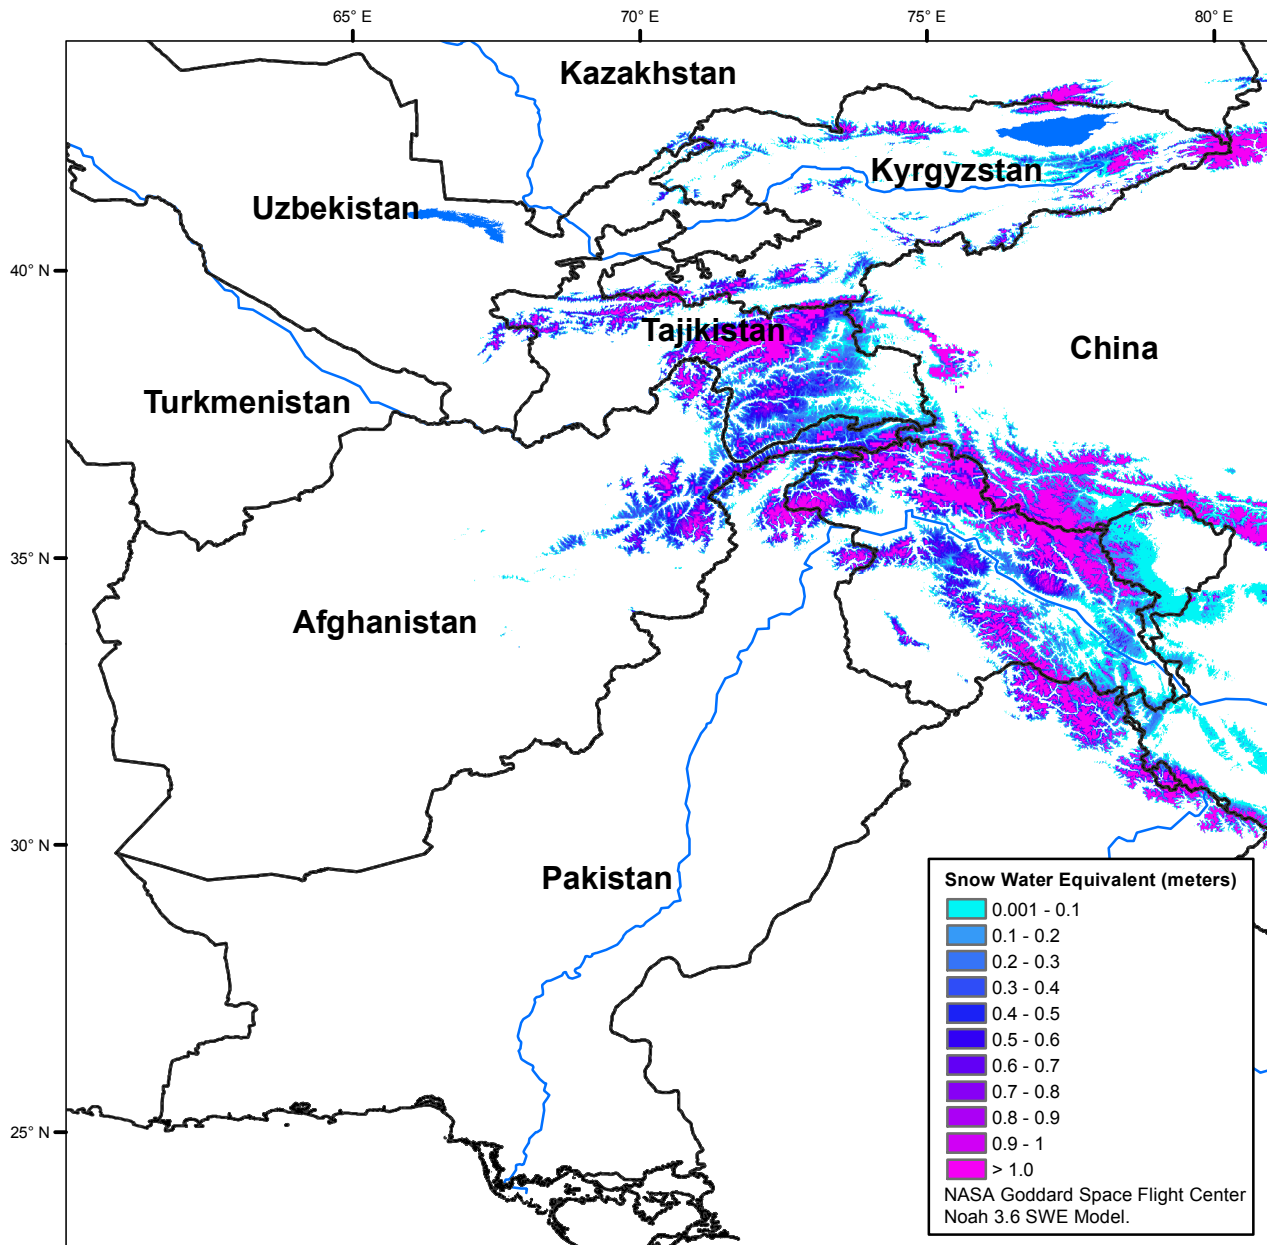 65° E
70° E
75° E
80° E
Kazakhstan
Kyrgyzstan
Uzbekistan
40° N
Tajikistan
China
Turkmenistan
35° N
Afghanistan
30° N
Pakistan
25° N
Snow Water Equivalent (meters)
0.001 - 0.1
0.1 - 0.2
0.2 - 0.3
0.3 - 0.4
0.4 - 0.5
0.5 - 0.6
0.6 - 0.7
0.7 - 0.8
0.8 - 0.9
0.9 - 1
> 1.0
NASA Goddard Space Flight Center
Noah 3.6 SWE Model.